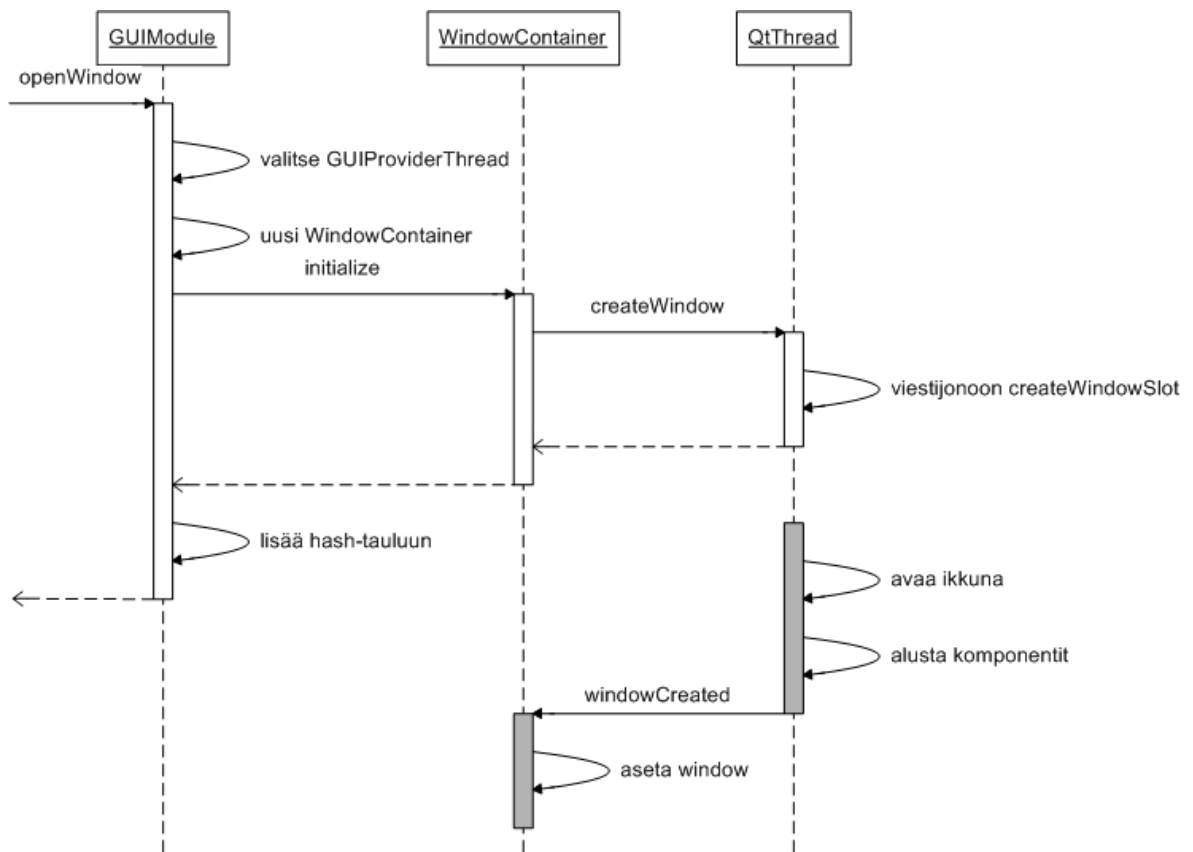 GUIModule
WindowContainer
QtThread
openWindow
valitse GUIProviderThread
uusi WindowContainer
initialize
createWindow
viestijonoon createWindowSlot
lisää hash-tauluun
avaa ikkuna
alusta komponentit
windowCreated
aseta window